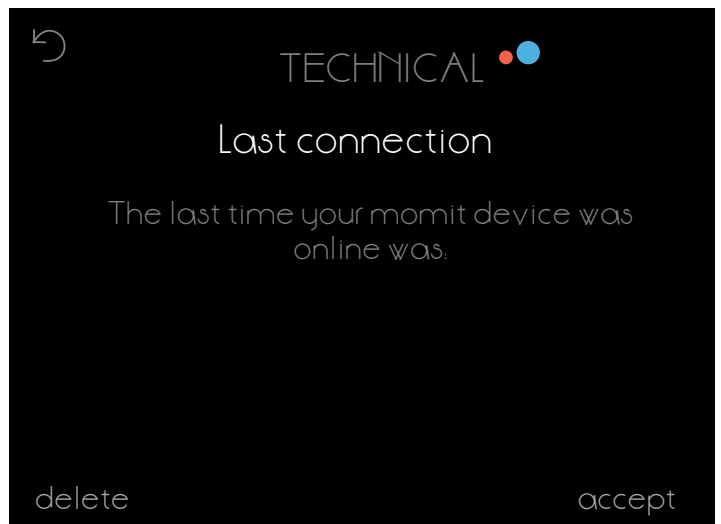 TECHNICAL
Last connection
The last time your momit device was
online was:
delete
accept